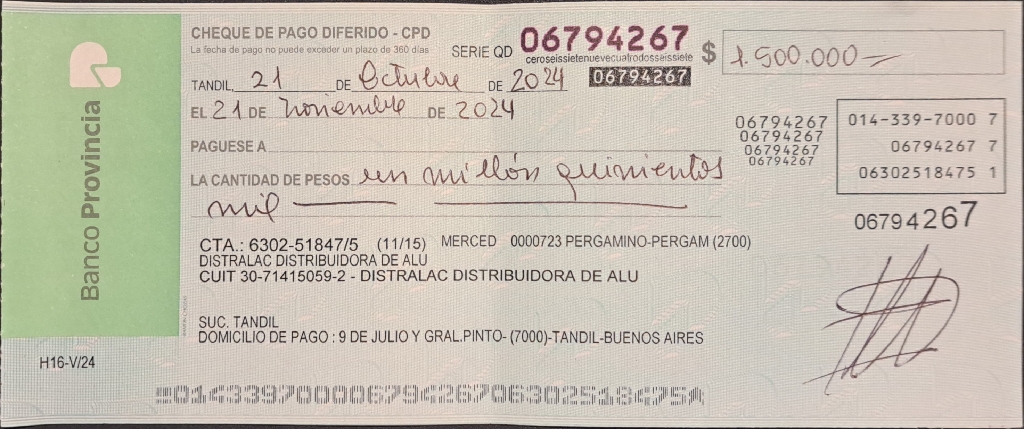 Banco Provincia
CHEQUE DE PAGO DIFERIDO - CPD
La fecha de pago no puede exceder un plazo de 360 días
SERIE QD 06794267
ceroseissietenuevecuatrodosseissiete
06794267
$ 1.500.000
TANDIL, 21 DE Octubre DE 2024
EL 21 DE Noviembre DE 2024
PAGUESE A
LA CANTIDAD DE PESOS un millón quinientos
mil
06794267
06794267
06794267
06794267
014-339-7000 7
06794267 7
06302518475 1
06794267
CTA.: 6302-51847/5 (11/15) MERCED 0000723 PERGAMINO-PERGAM (2700)
DISTRALAC DISTRIBUIDORA DE ALU
CUIT 30-71415059-2 - DISTRALAC DISTRIBUIDORA DE ALU
SUC. TANDIL
DOMICILIO DE PAGO : 9 DE JULIO Y GRAL.PINTO- (7000)-TANDIL-BUENOS AIRES
H16-V/24
01433970000679426706302518475